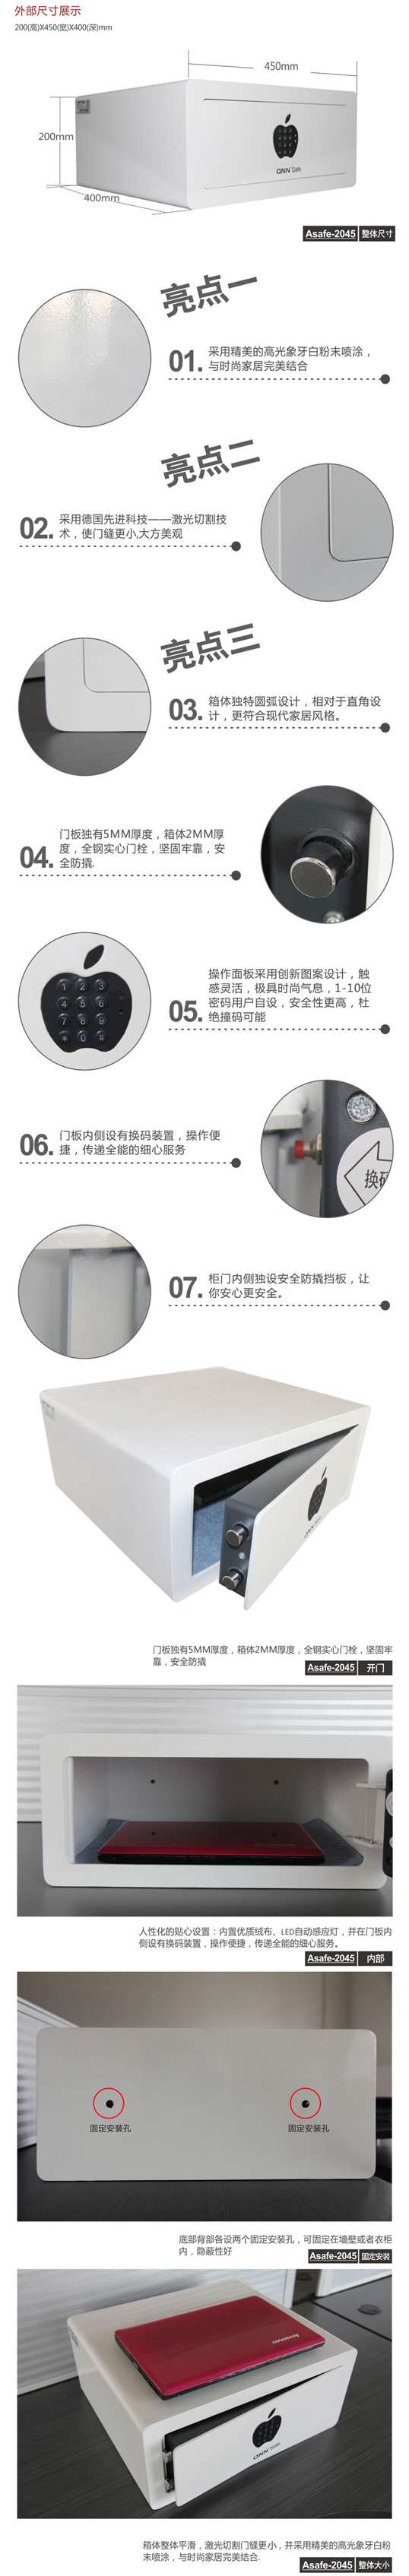 外部尺寸展示
200(高)X450(宽)X400(深)mm
450mm
200mm
400mm
QNN Safe
Asafe-2045 整体尺寸
亮点一
01. 采用精美的高光象牙白粉末喷涂，
与时尚家居完美结合
亮点二
02. 采用德国先进科技——激光切割技
术，使门缝更小,大方美观
亮点三
03. 箱体独特圆弧设计，相对于直角设
计，更符合现代家居风格。
04. 门板独有5MM厚度，箱体2MM厚
度，全钢实心门栓，坚固牢靠，安
全防撬.
1 2 3
4 5 6
7 8 9
* 0 #
05. 操作面板采用创新图案设计，触
感灵活，极具时尚气息，1-10位
密码用户自设，安全性更高，杜
绝撞码可能
06. 门板内侧设有换码装置，操作便
捷，传递全能的细心服务
换码
07. 柜门内侧独设安全防撬挡板，让
你安心更安全。
门板独有5MM厚度，箱体2MM厚度，全钢实心门栓，坚固牢
靠，安全防撬
Asafe-2045 开门
人性化的贴心设置：内置优质绒布、LED自动感应灯，并在门板内
侧设有换码装置，操作便捷，传递全能的细心服务。
Asafe-2045 内部
固定安装孔
固定安装孔
底部背部各设两个固定安装孔，可固定在墙壁或者衣柜
内，隐蔽性好
Asafe-2045 固定安装
lenovo
QNN Safe
箱体整体平滑，激光切割门缝更小，并采用精美的高光象牙白粉
末喷涂，与时尚家居完美结合.
Asafe-2045 整体大小